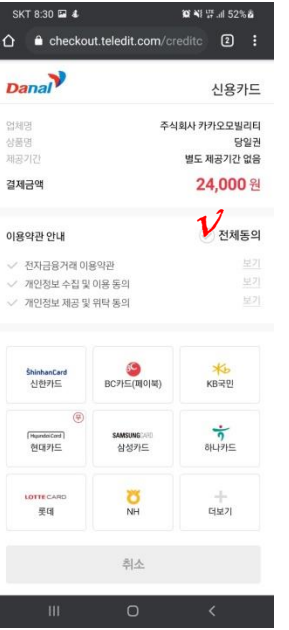 SKT 8:30 52%
checkout.teledit.com/creditc 2
Danal 신용카드
업체명 주식회사 카카오모빌리티
상품명 당일권
제공기간 별도 제공기간 없음
결제금액 24,000 원
이용약관 안내 전체동의
전자금융거래 이용약관 보기
개인정보 수집 및 이용 동의 보기
개인정보 제공 및 위탁 동의 보기
ShinhanCard
신한카드 BC카드(페이북) KB국민
HyundaiCard SAMSUNG CARD
현대카드 삼성카드 하나카드
LOTTE CARD
롯데 NH 더보기
취소